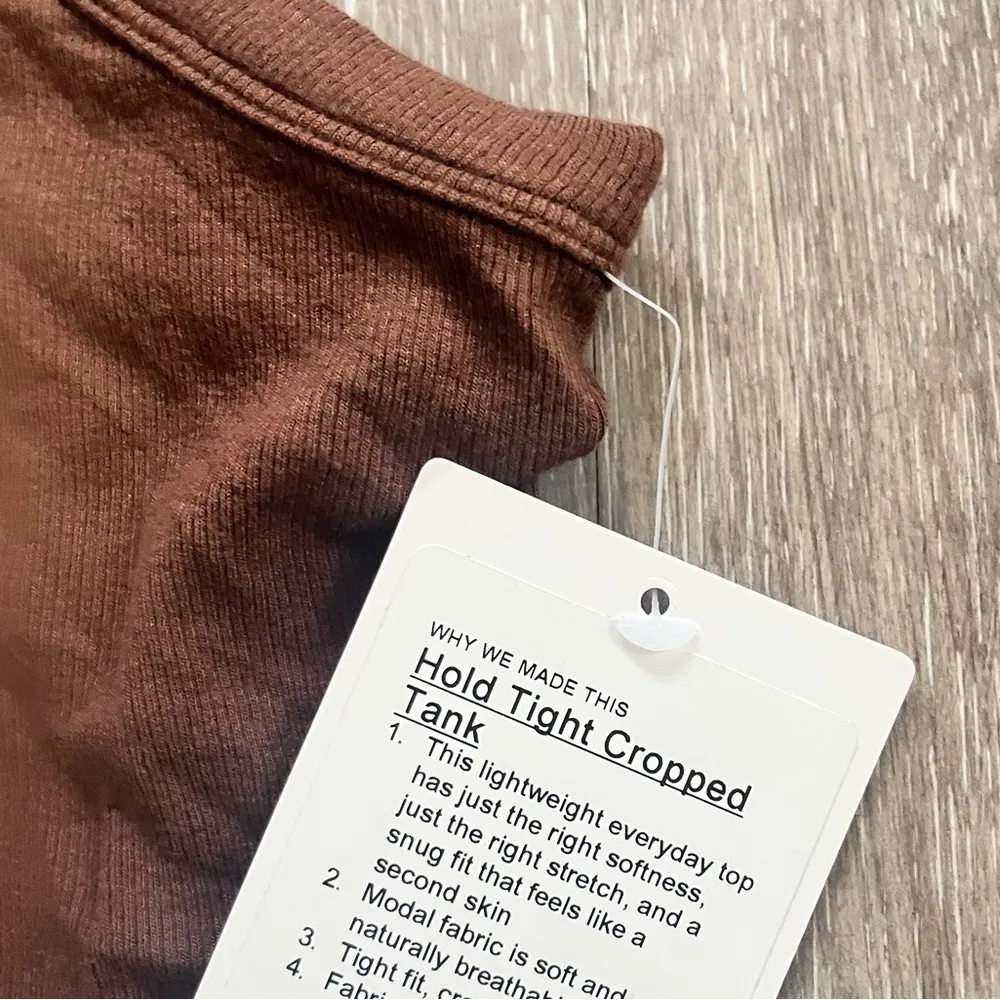 WHY WE MADE THIS
Hold Tight Cropped
Tank
1. This lightweight everyday top
has just the right softness,
just the right stretch, and a
snug fit that feels like a
second skin
2. Modal fabric is soft and
naturally
3. Tight fit,
4.